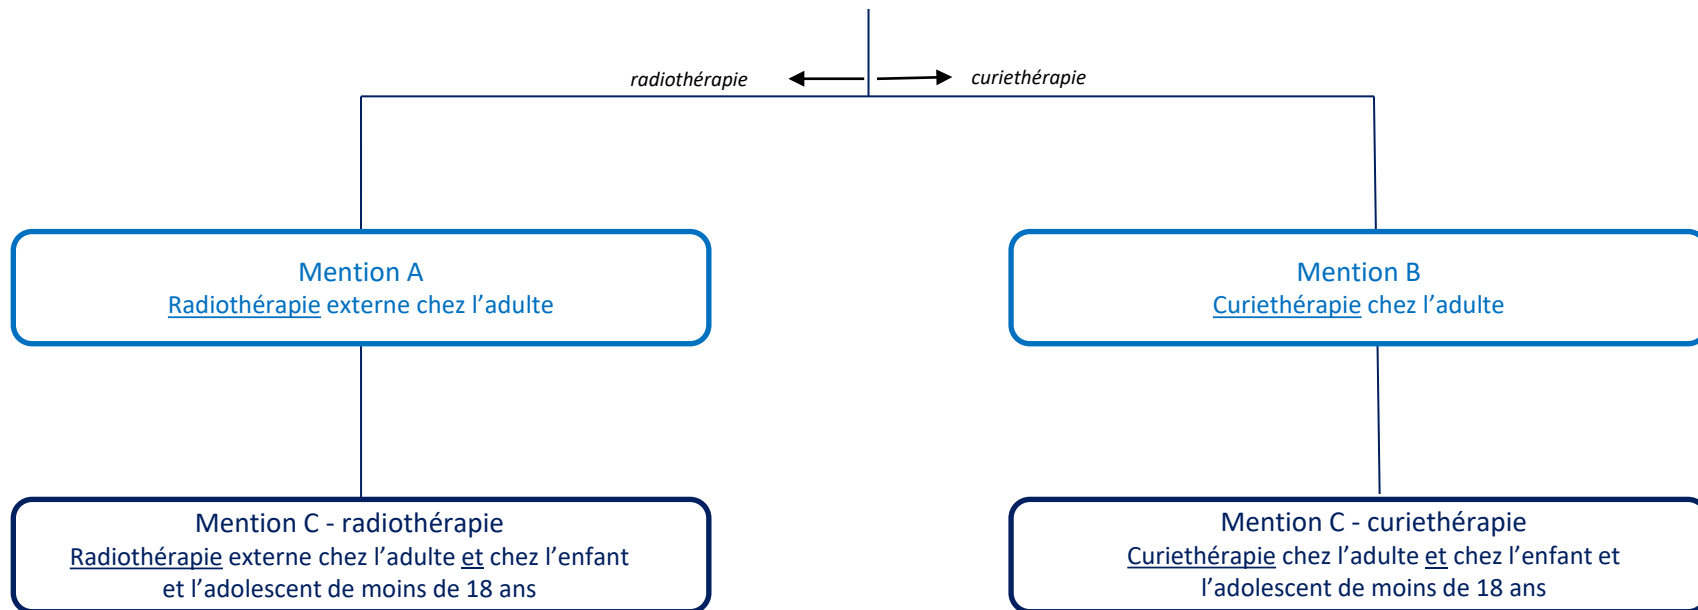 radiothérapie
curiethérapie
Mention A
Radiothérapie externe chez l’adulte
Mention B
Curiethérapie chez l’adulte
Mention C - radiothérapie
Radiothérapie externe chez l’adulte et chez l’enfant
et l’adolescent de moins de 18 ans
Mention C - curiethérapie
Curiethérapie chez l’adulte et chez l’enfant et
l’adolescent de moins de 18 ans